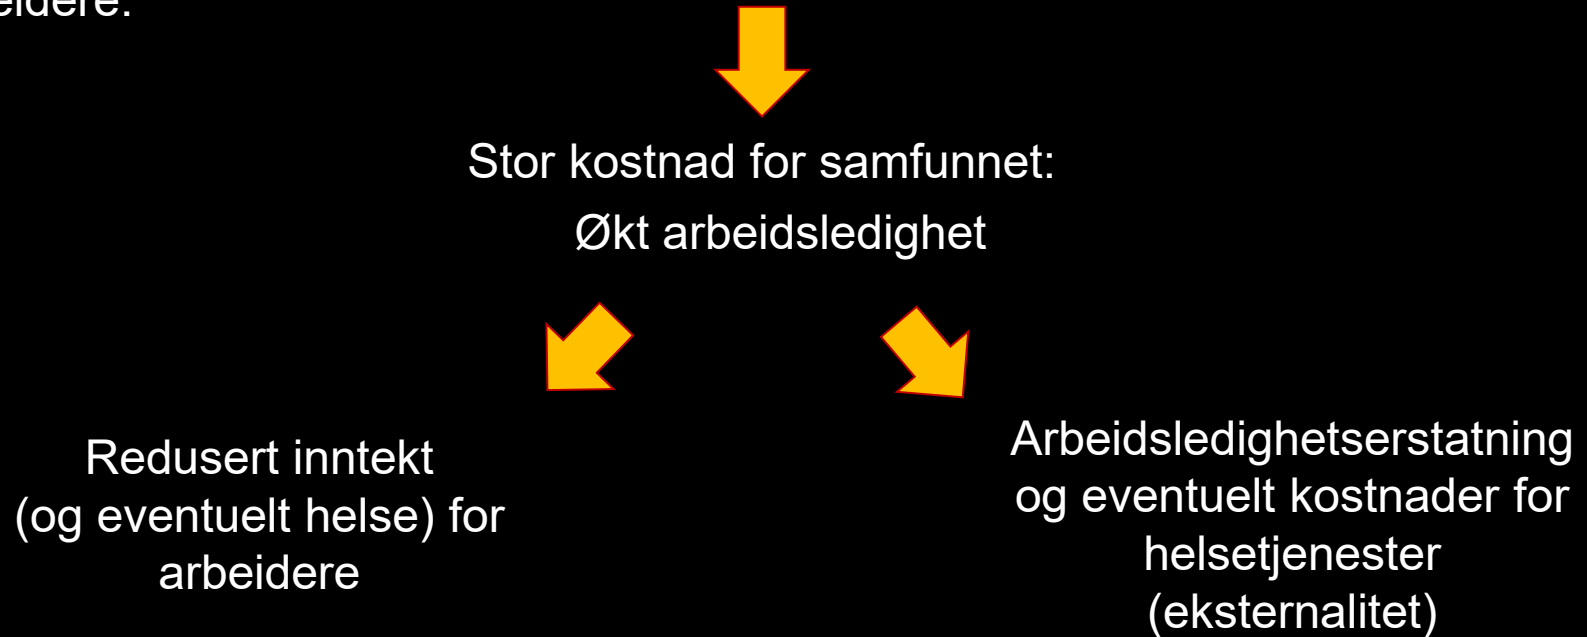 Stor kostnad for samfunnet:
Økt arbeidsledighet
Redusert inntekt
(og eventuelt helse) for
arbeidere
Arbeidsledighetserstatning
og eventuelt kostnader for
helsetjenester
(eksternalitet)